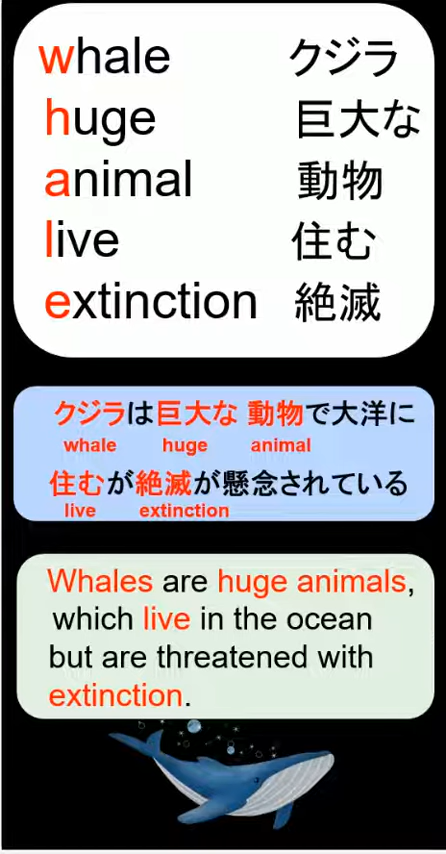 whale クジラ
huge 巨大な
animal 動物
live 住む
extinction 絶滅
クジラは巨大な 動物で大洋に
whale huge animal
住むが絶滅が懸念されている
live extinction
Whales are huge animals,
which live in the ocean
but are threatened with
extinction.